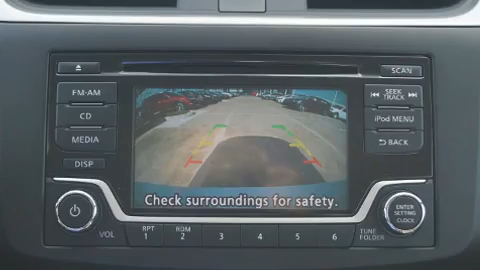 SCAN
FM·AM
CD
MEDIA
DISP
SEEK
TRACK
iPod MENU
BACK
Check surroundings for safety.
VOL
RPT
1
RDM
2
3
4
5
6
TUNE
FOLDER
ENTER
SETTING
CLOCK